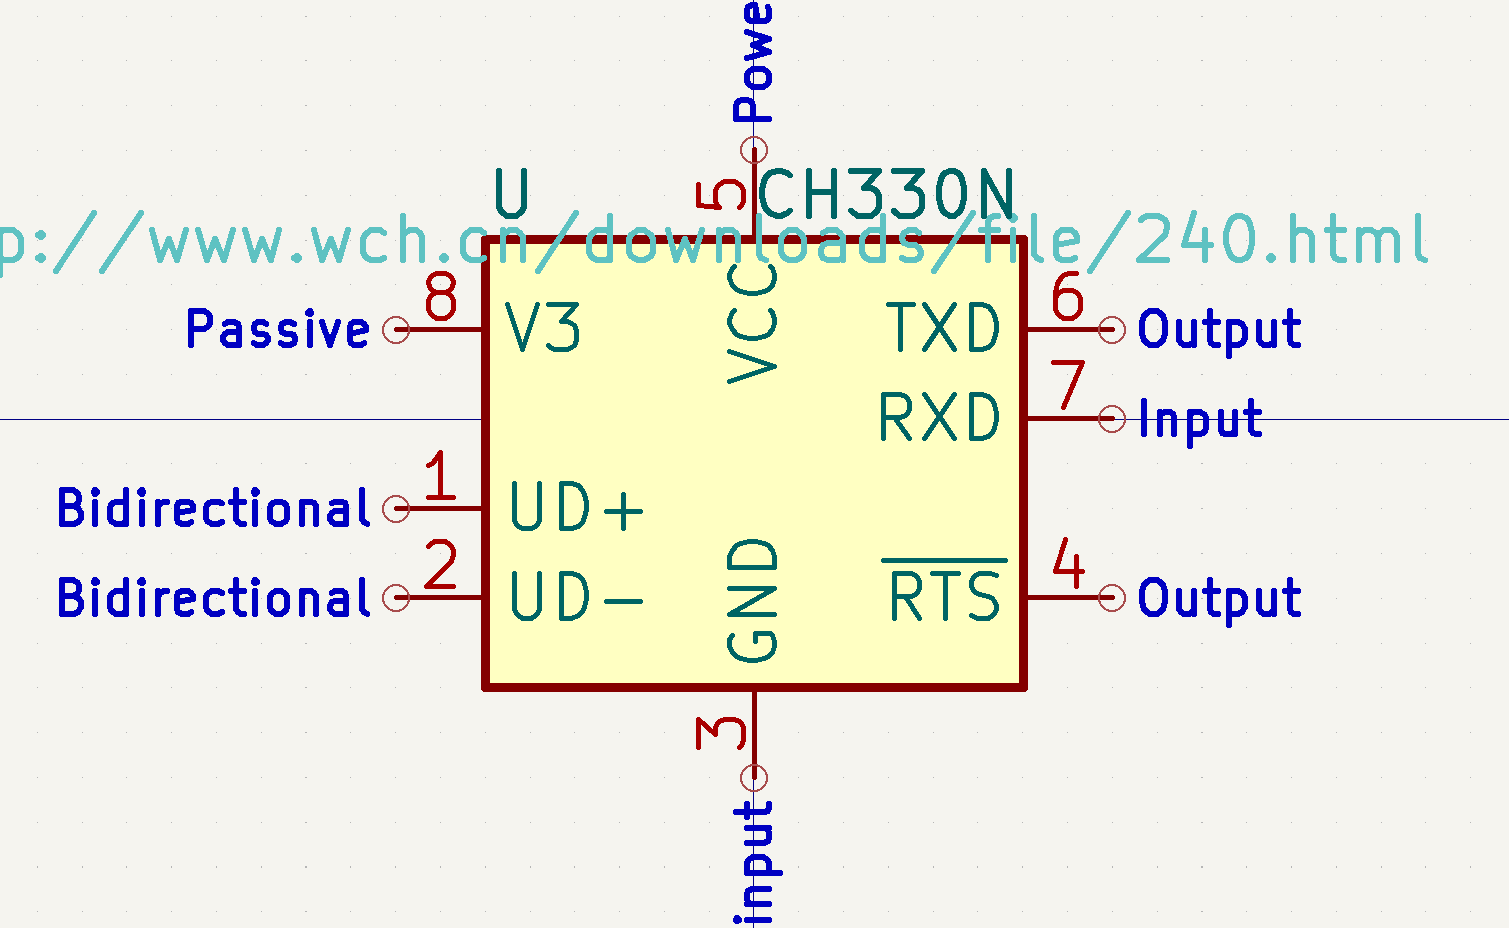 Powe
U
5
CH330N
p://www.wch.cn/downloads/file/240.html
8
Passive
V3
VCC
TXD
6
Output
RXD
7
Input
1
Bidirectional
UD+
2
Bidirectional
UD-
GND
RTS
4
Output
3
input